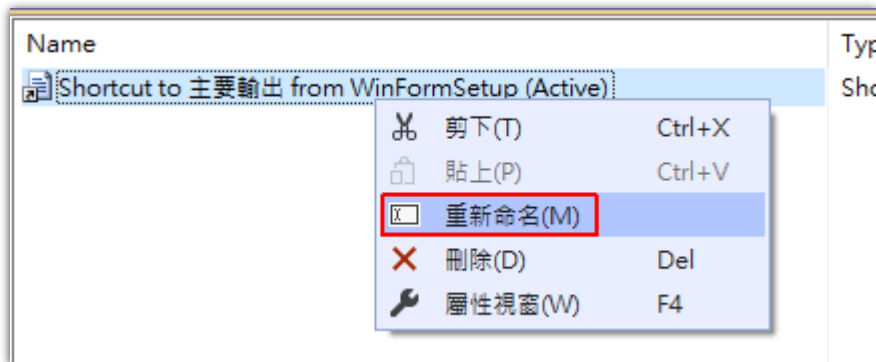 Name Typ
Shortcut to 主要輸出 from WinFormSetup (Active) Sho
剪下(T) Ctrl+X
貼上(P) Ctrl+V
重新命名(M)
刪除(D) Del
屬性視窗(W) F4